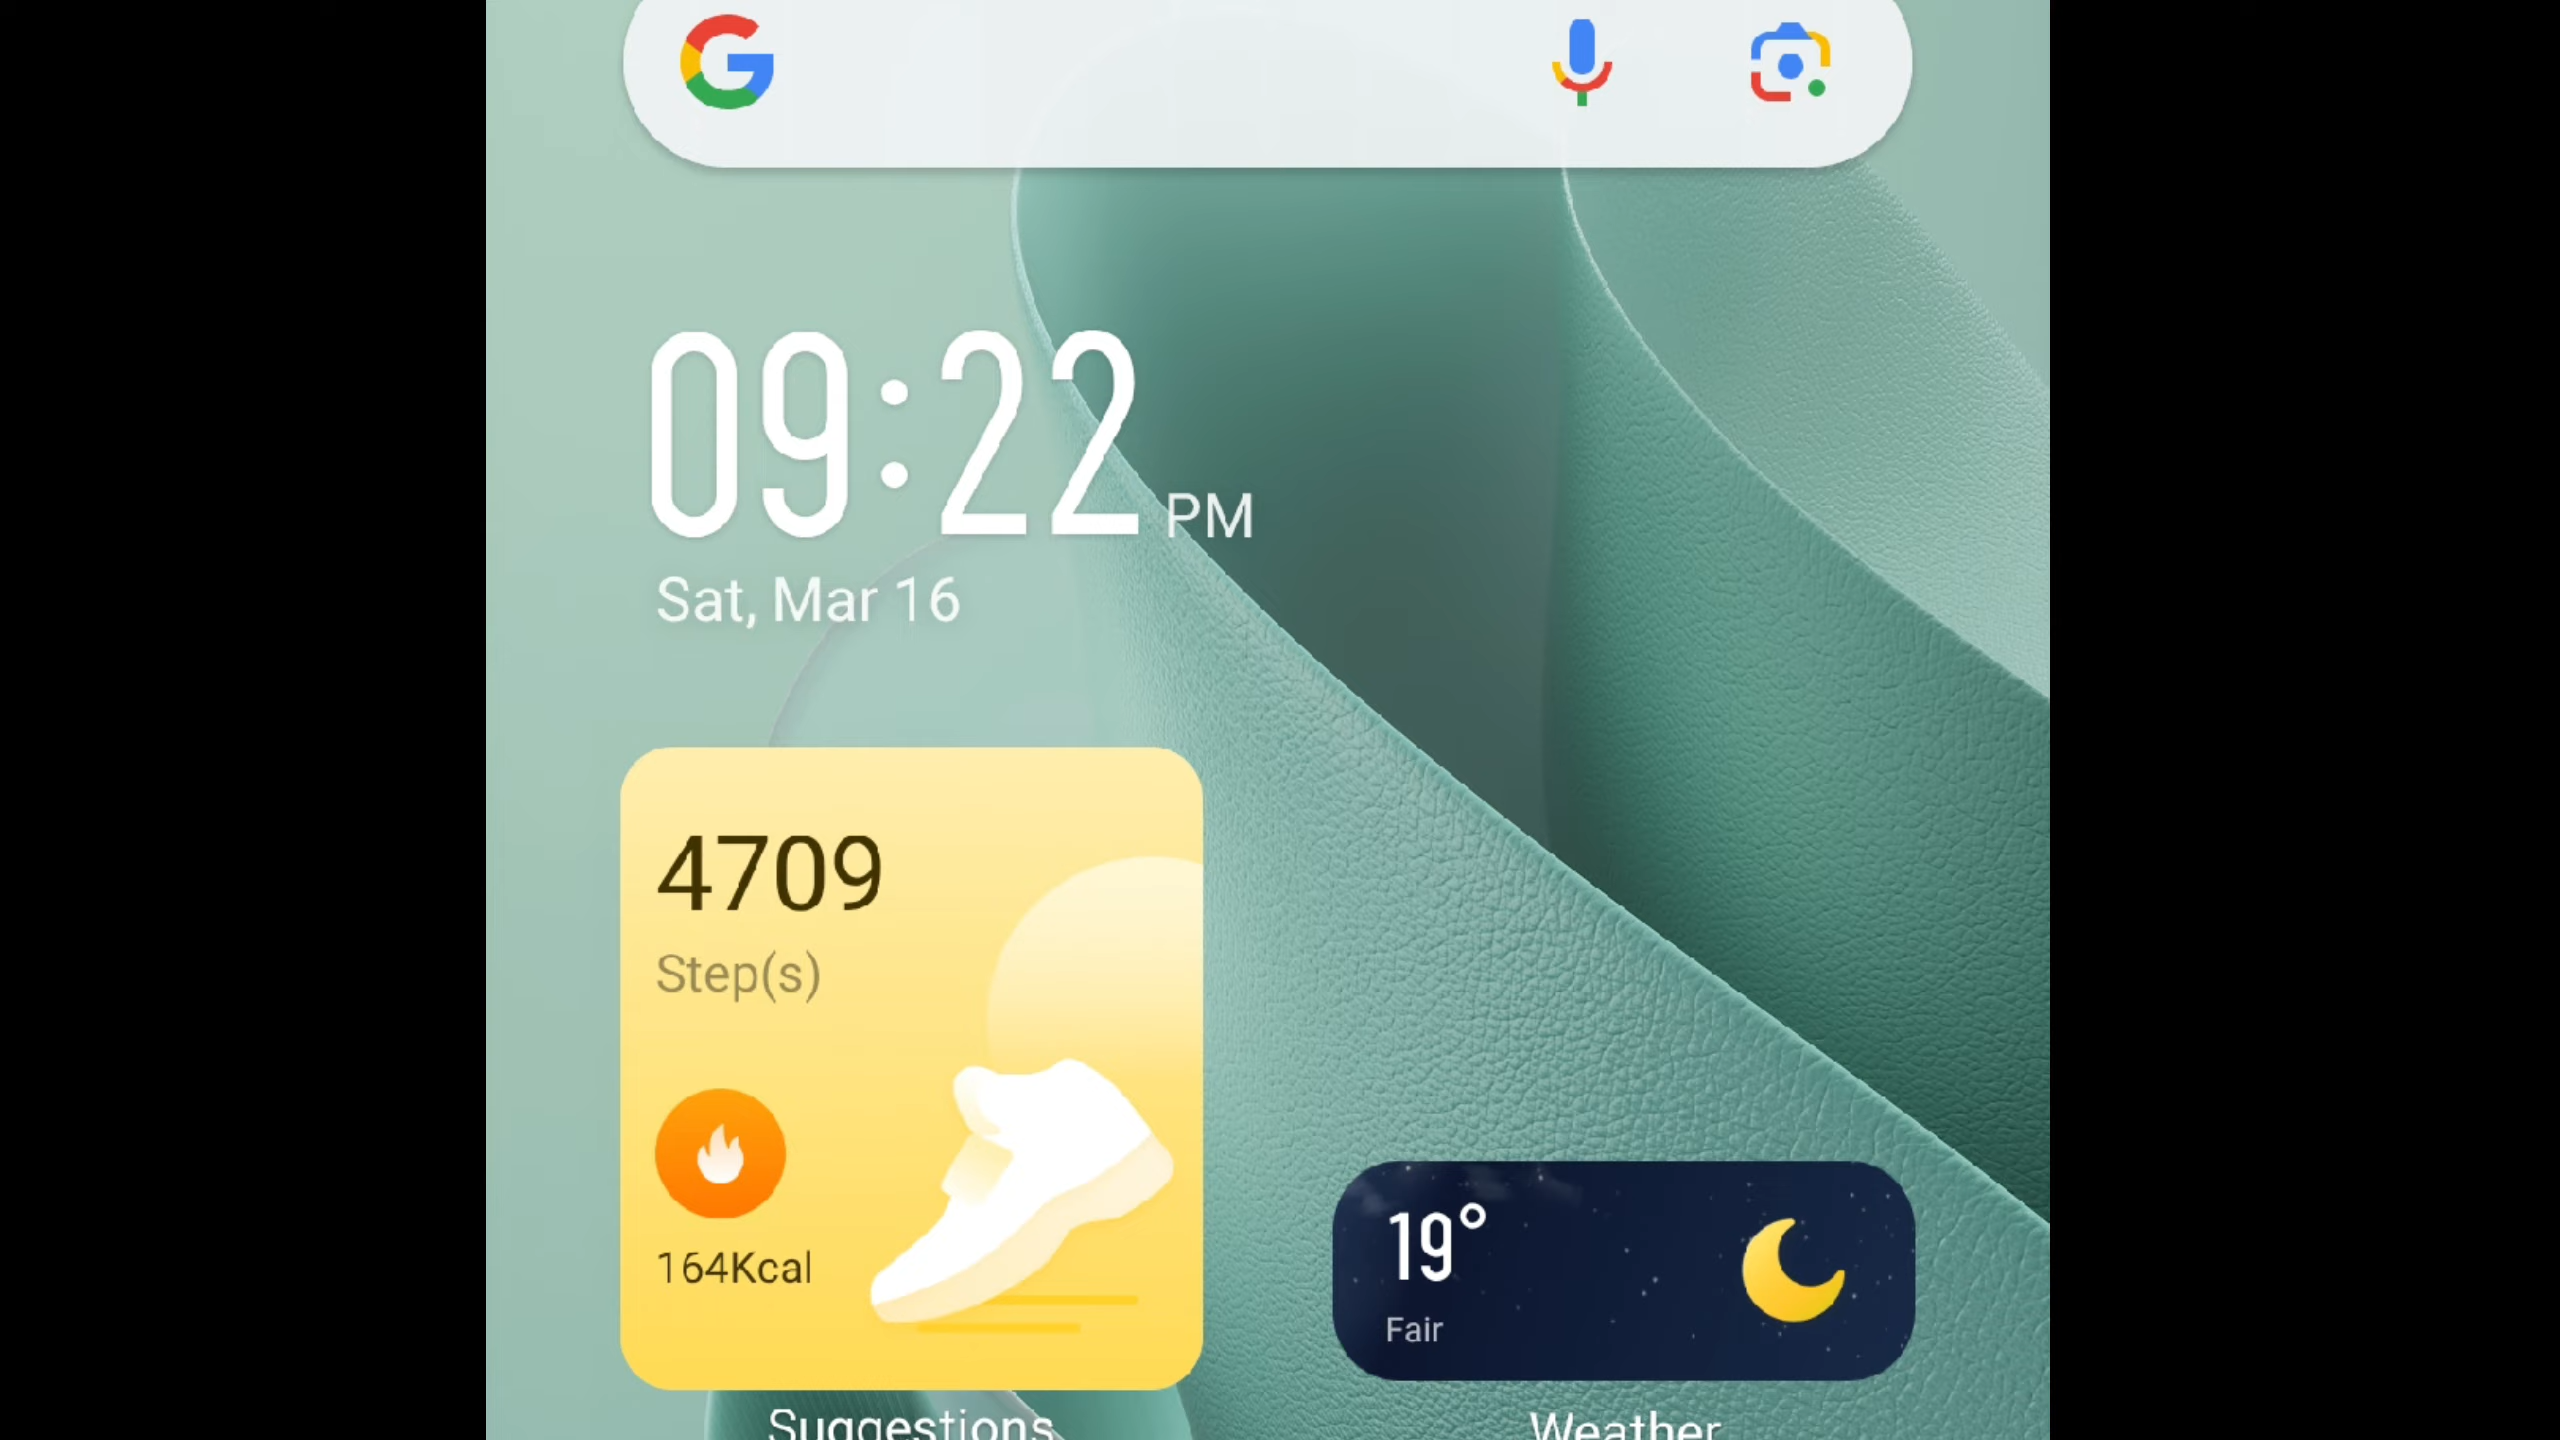 09:22 PM
Sat, Mar 16
4709
Step(s)
164Kcal
19°
Fair
Suggestions
Weather